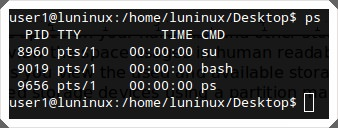 user1@luninux:/home/luninux/Desktop$ ps
  PID TTY          TIME CMD
 8960 pts/1    00:00:00 su
 9019 pts/1    00:00:00 bash
 9656 pts/1    00:00:00 ps
user1@luninux:/home/luninux/Desktop$